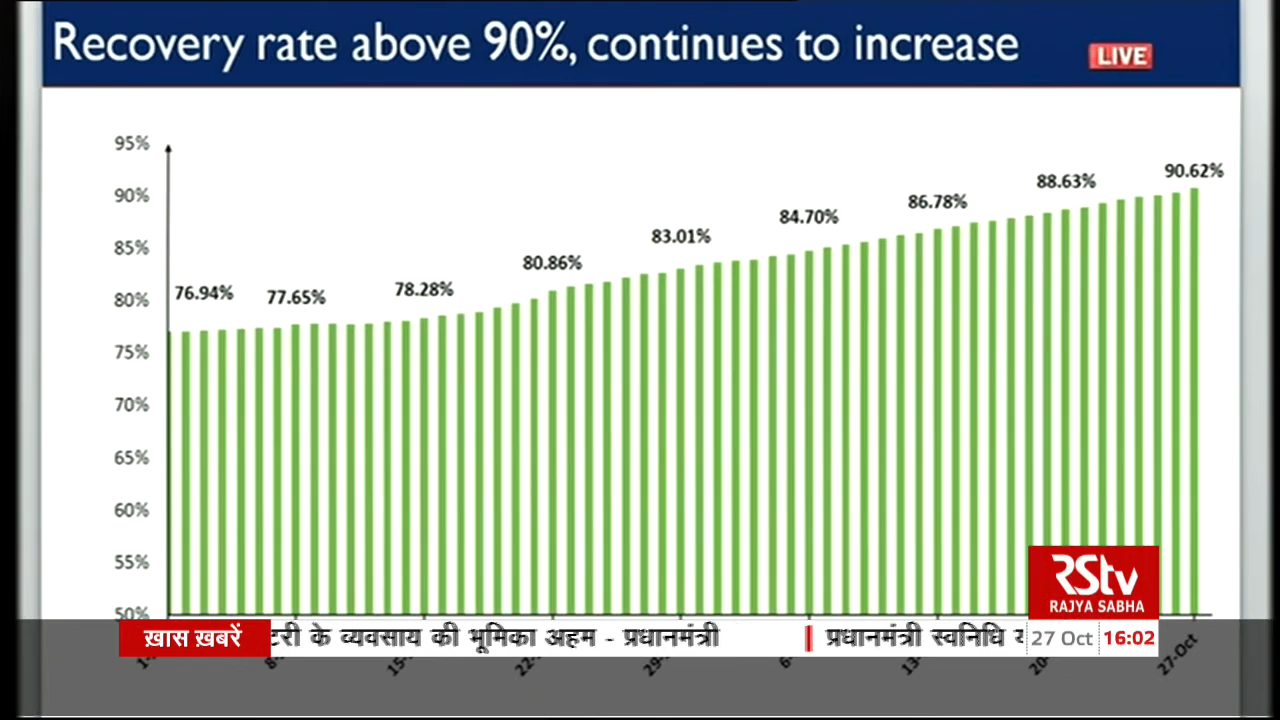 Recovery rate above 90%, continues to increase
LIVE
95%
90%
85%
80%
75%
70%
65%
60%
55%
50%
76.94%
77.65%
78.28%
80.86%
83.01%
84.70%
86.78%
88.63%
90.62%
RStv
RAJYA SABHA
ख़ास ख़बरें
टरी के व्यवसाय की भूमिका अहम - प्रधानमंत्री
प्रधानमंत्री स्वनिधि
27 Oct 16:02
27-Oct